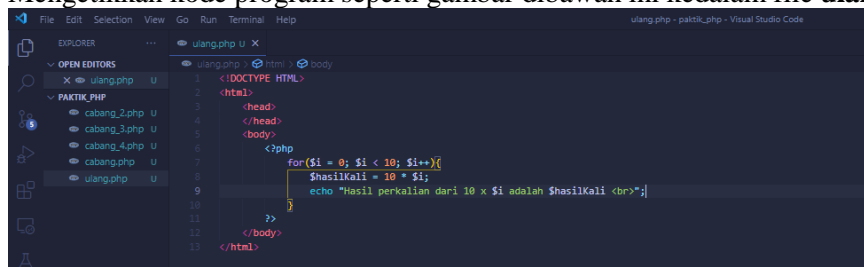 Mengetikkan kode program seperti gambar dibawah ini kedalam file ulan
File Edit Selection View Go Run Terminal Help ulang.php - paktik_php - Visual Studio Code
EXPLORER ... ulang.php U X
OPEN EDITORS ulang.php > html > body
X ulang.php U 1 <!DOCTYPE HTML>
PAKTIK_PHP 2 <html>
cabang_2.php U 3 <head>
cabang_3.php U 4 </head>
5 5 <body>
cabang_4.php U 6 <?php
cabang.php U 7 for($i = 0; $i < 10; $i++){
ulang.php U 8 $hasilKali = 10 * $i;
9 echo "Hasil perkalian dari 10 x $i adalah $hasilKali <br>";
10 }
11 ?>
12 </body>
13 </html>